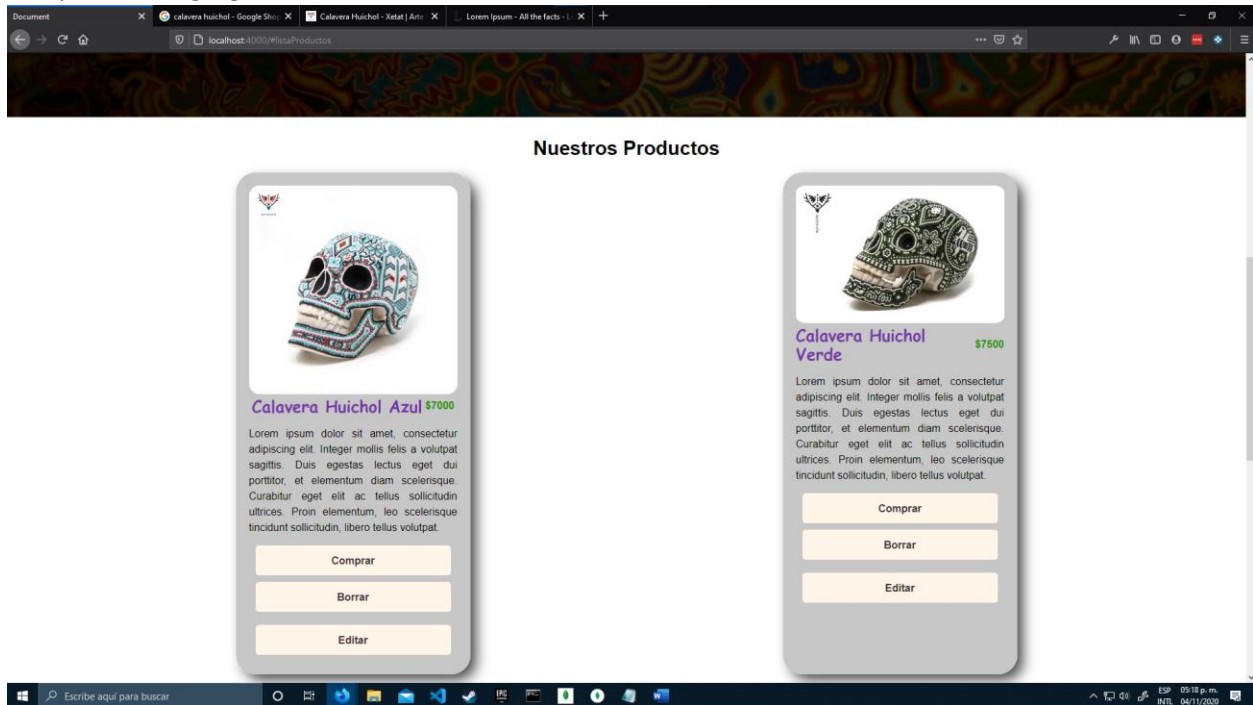 Document
calavera huichol - Google Shop
Calavera Huichol - Xetat | Arte
Lorem Ipsum - All the facts - Li
localhost:4000/#listaProductos
Nuestros Productos
Calavera Huichol Azul $7000
Lorem ipsum dolor sit amet, consectetur
adipiscing elit. Integer mollis felis a volutpat
sagittis. Duis egestas lectus eget dui
porttitor, et elementum diam scelerisque.
Curabitur eget elit ac tellus sollicitudin
ultrices. Proin elementum, leo scelerisque
tincidunt sollicitudin, libero tellus volutpat.
Comprar
Borrar
Editar
Calavera Huichol
Verde
$7500
Lorem ipsum dolor sit amet, consectetur
adipiscing elit. Integer mollis felis a volutpat
sagittis. Duis egestas lectus eget dui
porttitor, et elementum diam scelerisque.
Curabitur eget elit ac tellus sollicitudin
ultrices. Proin elementum, leo scelerisque
tincidunt sollicitudin, libero tellus volutpat.
Comprar
Borrar
Editar
Escribe aquí para buscar
ESP 05:18 p. m.
INTL 04/11/2020